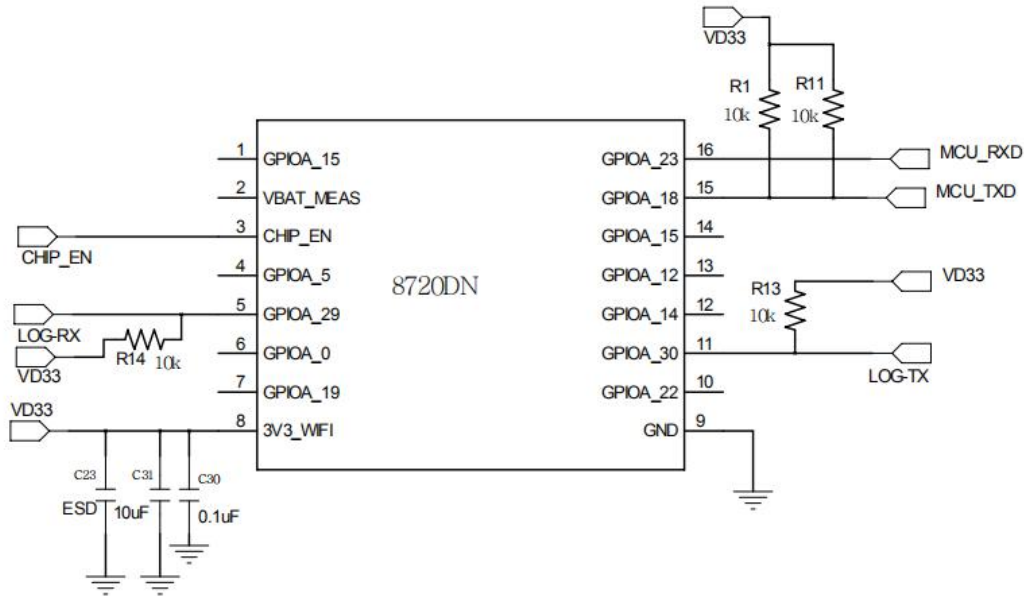 VD33
R1
10k
R11
10k
1 GPIOA_15
2 VBAT_MEAS
3 CHIP_EN
CHIP_EN
4 GPIOA_5
5 GPIOA_29
LOG-RX
R14
10k
VD33
6 GPIOA_0
7 GPIOA_19
VD33
8 3V3_WIFI
8720DN
GPIOA_23 16
MCU_RXD
GPIOA_18 15
MCU_TXD
GPIOA_15 14
GPIOA_12 13
VD33
R13
10k
GPIOA_14 12
GPIOA_30 11
LOG-TX
GPIOA_22 10
GND 9
C23
ESD
C31
10uF
C30
0.1uF